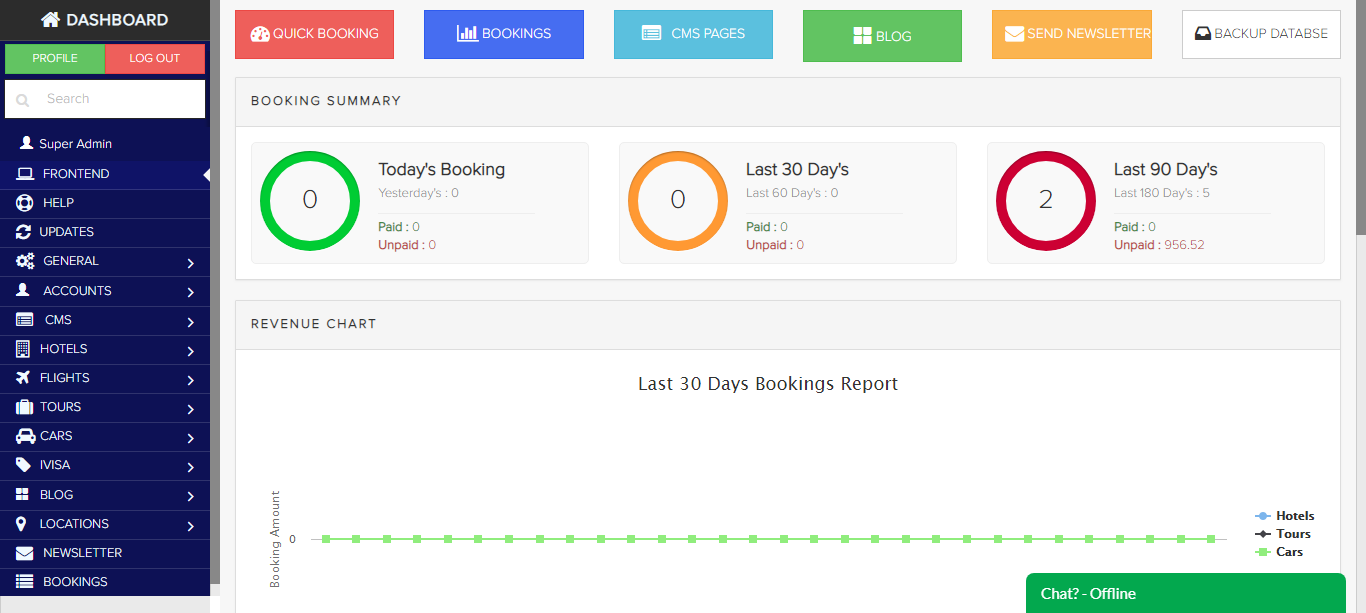 DASHBOARD
PROFILE
LOG OUT
Search
Super Admin
FRONTEND
HELP
UPDATES
GENERAL
ACCOUNTS
CMS
HOTELS
FLIGHTS
TOURS
CARS
IVISA
BLOG
LOCATIONS
NEWSLETTER
BOOKINGS
QUICK BOOKING
BOOKINGS
CMS PAGES
BLOG
SEND NEWSLETTER
BACKUP DATABSE
BOOKING SUMMARY
0
Today's Booking
Yesterday's : 0
Paid : 0
Unpaid : 0
0
Last 30 Day's
Last 60 Day's : 0
Paid : 0
Unpaid : 0
2
Last 90 Day's
Last 180 Day's : 5
Paid : 0
Unpaid : 956.52
REVENUE CHART
Last 30 Days Bookings Report
Booking Amount
0
Hotels
Tours
Cars
Chat? - Offline